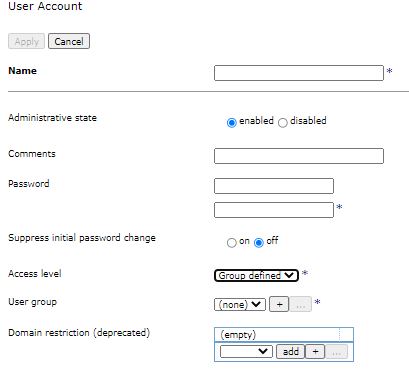 User Account
Apply Cancel
Name *
Administrative state enabled disabled
Comments
Password
*
Suppress initial password change on off
Access level Group defined *
User group (none) + ... *
Domain restriction (deprecated) (empty)
add + ...